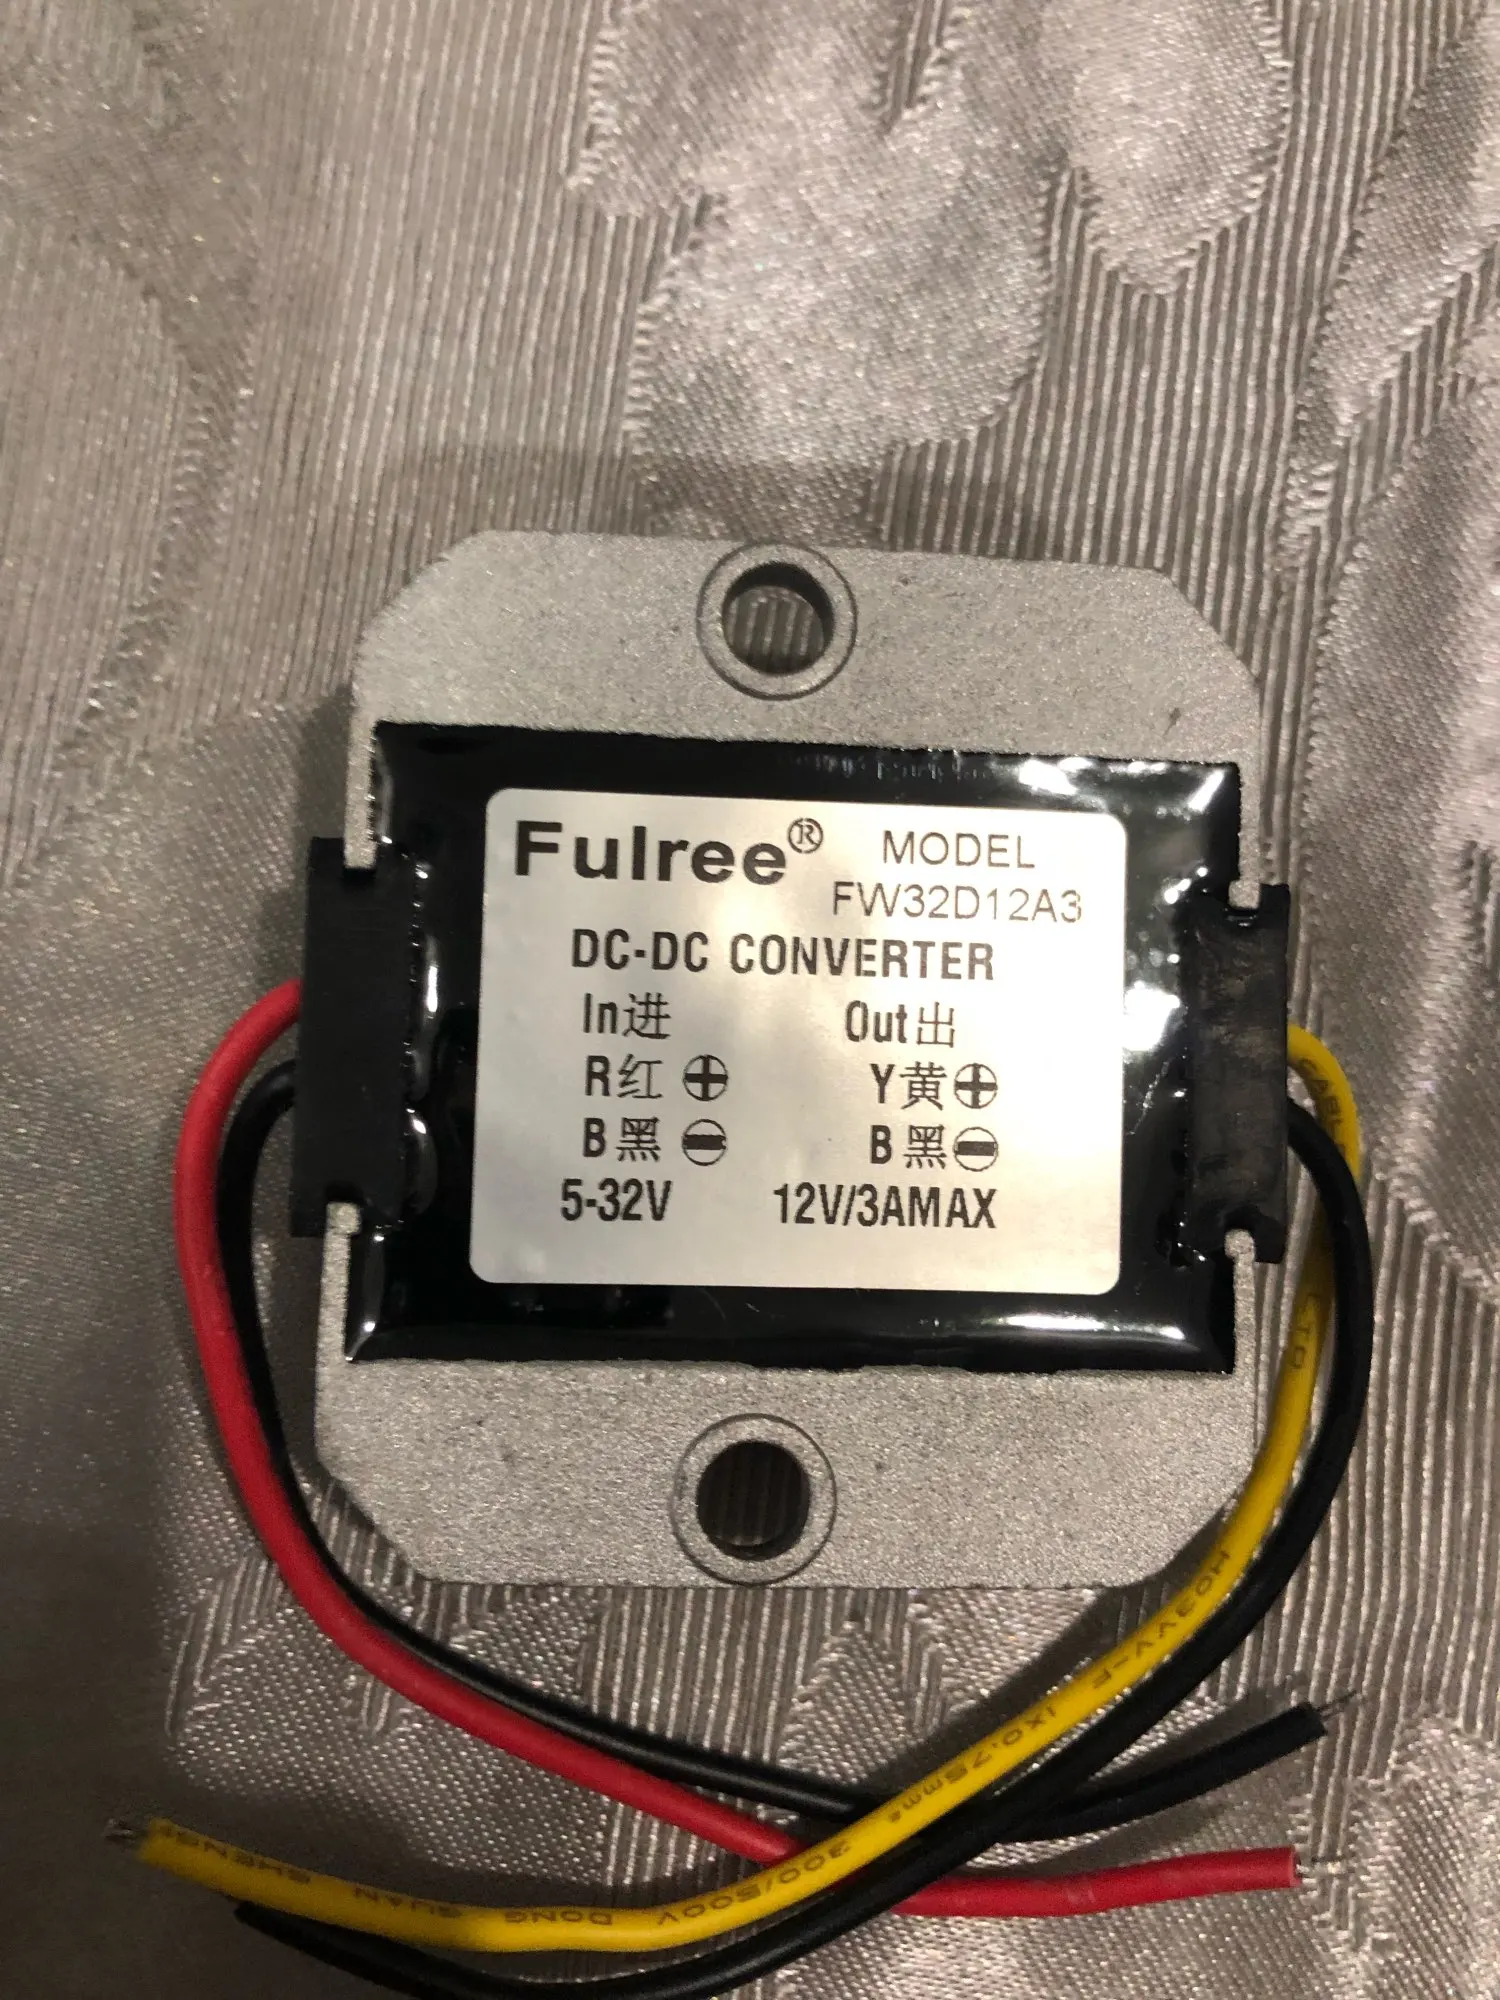 Fulree® MODEL
FW32D12A3
DC-DC CONVERTER
In进 Out出
R红 ⊕ Y黄 ⊕
B黑 ⊖ B黑 ⊖
5-32V 12V/3AMAX
H03VV-F 1X0.75mm² 300/500V DONG GUAN